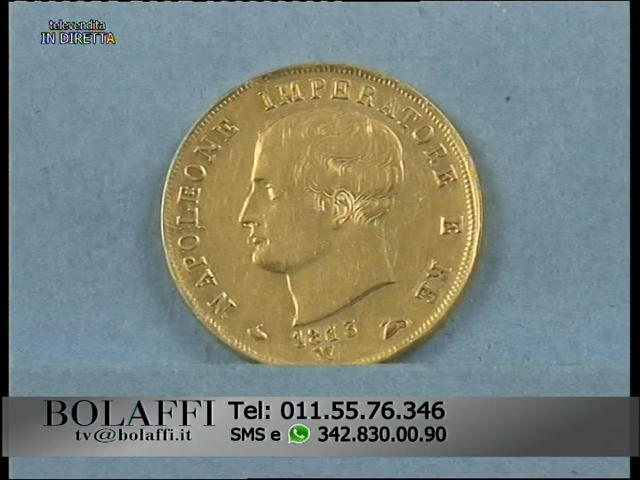 televendita
IN DIRETTA
NAPOLEONE IMPERATORE E RE
1813
BOLAFFI
tv@bolaffi.it
Tel: 011.55.76.346
SMS e 342.830.00.90